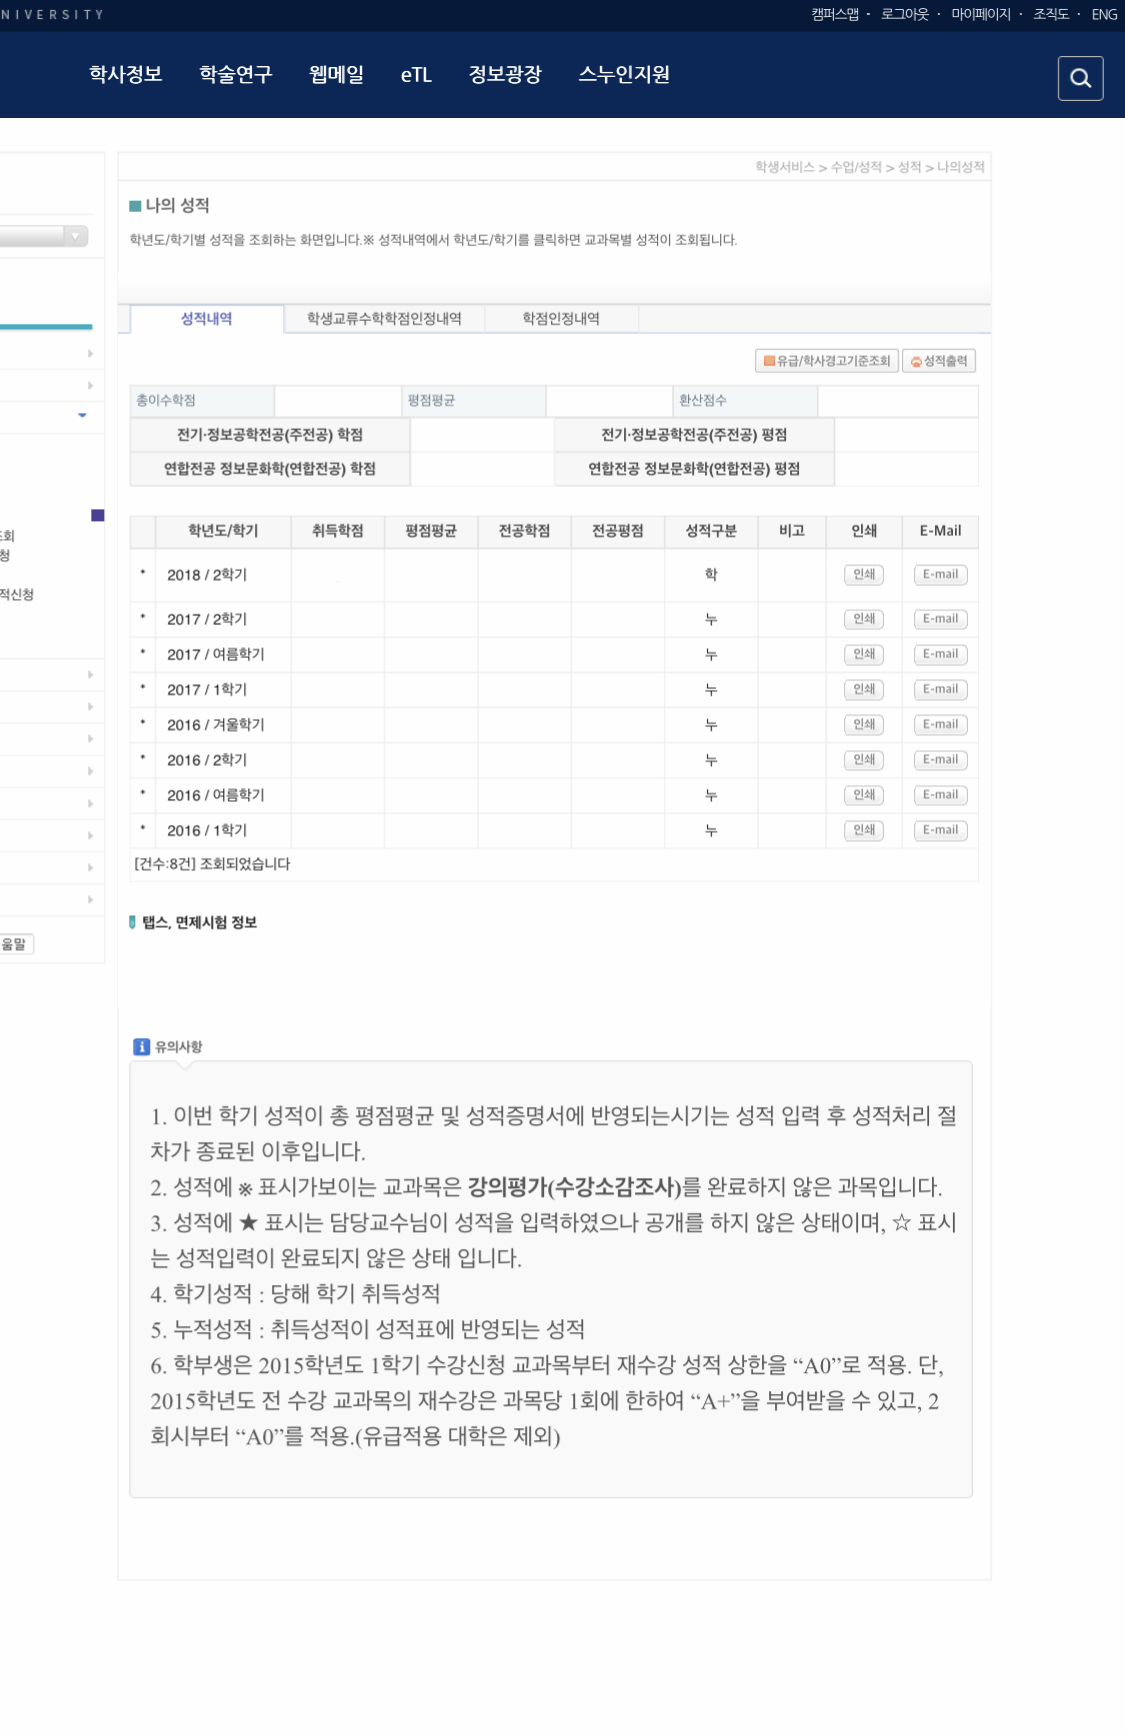 NIVERSITY
캠퍼스맵 · 로그아웃 · 마이페이지 · 조직도 · ENG
학사정보 학술연구 웹메일 eTL 정보광장 스누인지원
학생서비스 > 수업/성적 > 성적 > 나의성적
나의 성적
학년도/학기별 성적을 조회하는 화면입니다.※ 성적내역에서 학년도/학기를 클릭하면 교과목별 성적이 조회됩니다.
성적내역 학생교류수학학점인정내역 학점인정내역
유급/학사경고기준조회 성적출력
총이수학점 평점평균 환산점수
전기·정보공학전공(주전공) 학점 전기·정보공학전공(주전공) 평점
연합전공 정보문화학(연합전공) 학점 연합전공 정보문화학(연합전공) 평점
학년도/학기 취득학점 평점평균 전공학점 전공평점 성적구분 비고 인쇄 E-Mail
조회
청
적신청
* 2018 / 2학기 학 인쇄 E-mail
* 2017 / 2학기 누 인쇄 E-mail
* 2017 / 여름학기 누 인쇄 E-mail
* 2017 / 1학기 누 인쇄 E-mail
* 2016 / 겨울학기 누 인쇄 E-mail
* 2016 / 2학기 누 인쇄 E-mail
* 2016 / 여름학기 누 인쇄 E-mail
* 2016 / 1학기 누 인쇄 E-mail
[건수:8건] 조회되었습니다
탭스, 면제시험 정보
움말
유의사항
1. 이번 학기 성적이 총 평점평균 및 성적증명서에 반영되는시기는 성적 입력 후 성적처리 절
차가 종료된 이후입니다.
2. 성적에 ※ 표시가보이는 교과목은 강의평가(수강소감조사)를 완료하지 않은 과목입니다.
3. 성적에 ★ 표시는 담당교수님이 성적을 입력하였으나 공개를 하지 않은 상태이며, ☆ 표시
는 성적입력이 완료되지 않은 상태 입니다.
4. 학기성적 : 당해 학기 취득성적
5. 누적성적 : 취득성적이 성적표에 반영되는 성적
6. 학부생은 2015학년도 1학기 수강신청 교과목부터 재수강 성적 상한을 “A0”로 적용. 단,
2015학년도 전 수강 교과목의 재수강은 과목당 1회에 한하여 “A+”을 부여받을 수 있고, 2
회시부터 “A0”를 적용.(유급적용 대학은 제외)